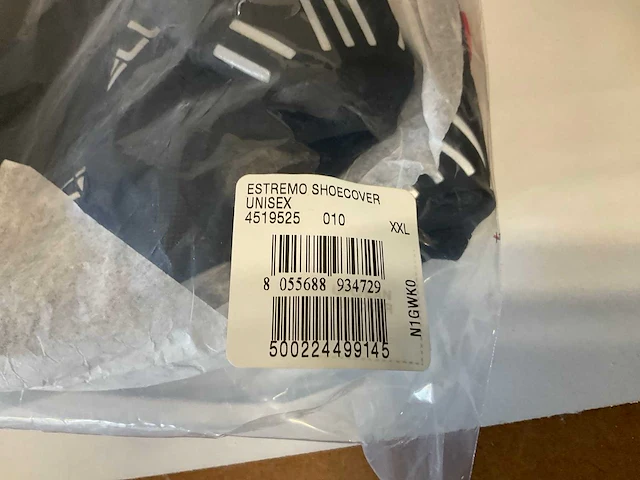 ESTREMO SHOECOVER
UNISEX
4519525 010
XXL
8 055688 934729
N1GWK0
500224499145